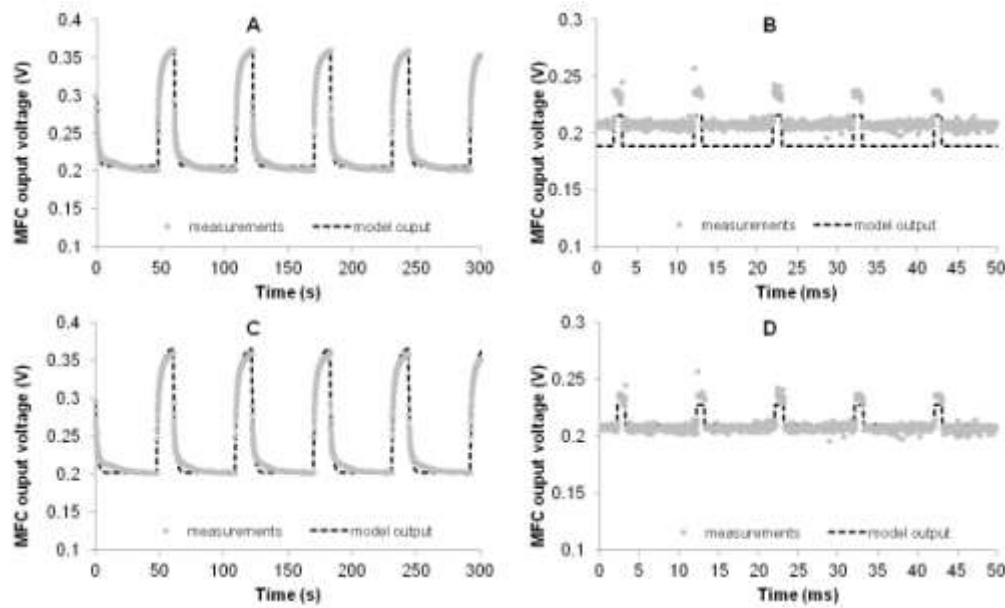 A
MFC ouput voltage (V)
0.4
0.35
0.3
0.25
0.2
0.15
0.1
measurements
model ouput
0 50 100 150 200 250 300
Time (s)
B
MFC ouput voltage (V)
0.3
0.25
0.2
0.15
0.1
measurements
model output
0 5 10 15 20 25 30 35 40 45 50
Time (ms)
C
MFC ouput voltage (V)
0.4
0.35
0.3
0.25
0.2
0.15
0.1
measurements
model output
0 50 100 150 200 250 300
Time (s)
D
MFC ouput voltage (V)
0.3
0.25
0.2
0.15
0.1
measurements
model output
0 5 10 15 20 25 30 35 40 45 50
Time (ms)